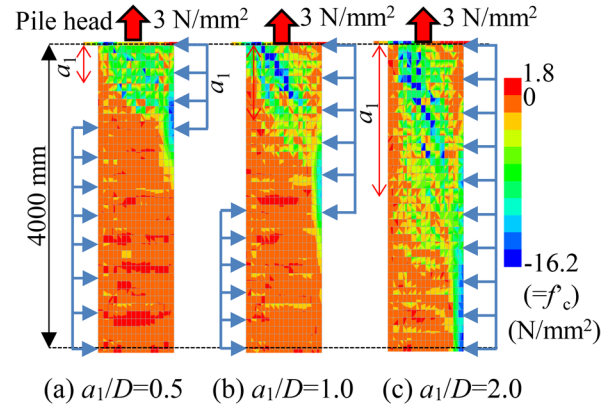 Pile head
3 N/mm²
3 N/mm²
3 N/mm²
a₁
a₁
a₁
4000 mm
1.8
0
-16.2
(=f'c)
(N/mm²)
(a) a₁/D=0.5
(b) a₁/D=1.0
(c) a₁/D=2.0